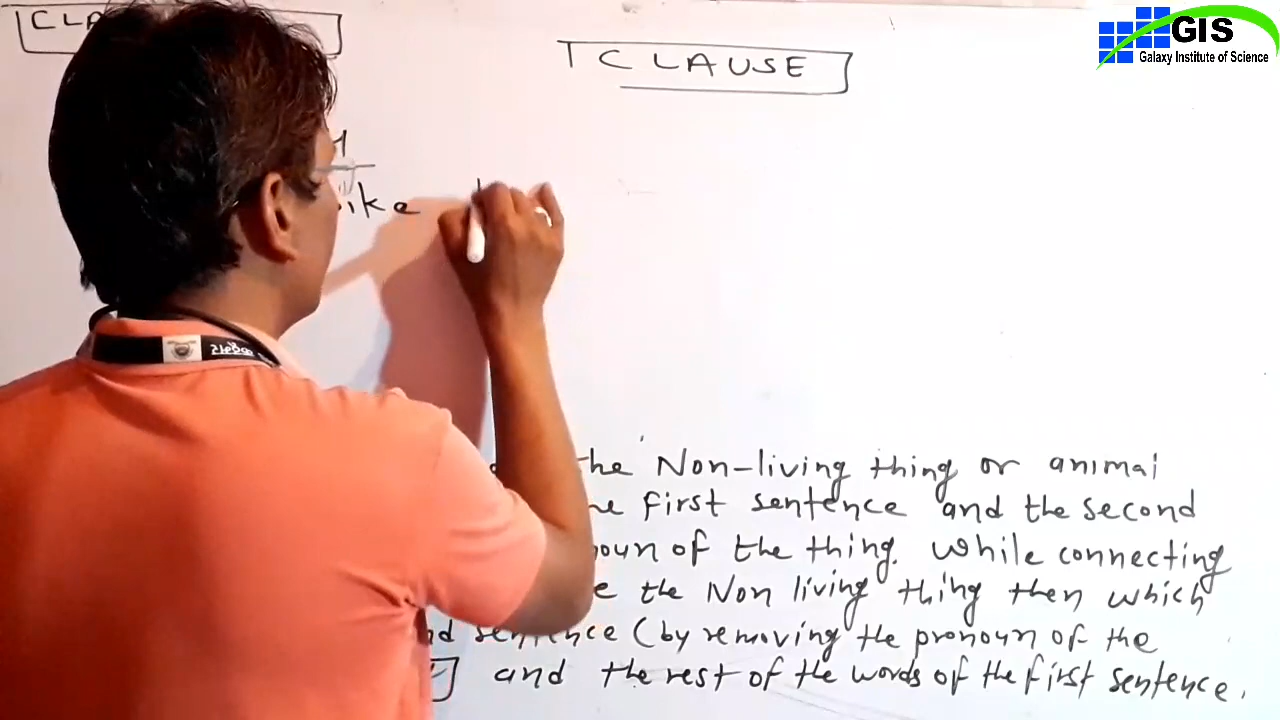 CLA
T CLAUSE
GIS
Galaxy Institute of Science
ike
the Non-living thing or animal
first sentence and the second
noun of the thing. While connecting
the Non living thing then which
sentence (by removing the pronoun of the
and the rest of the words of the first sentence.